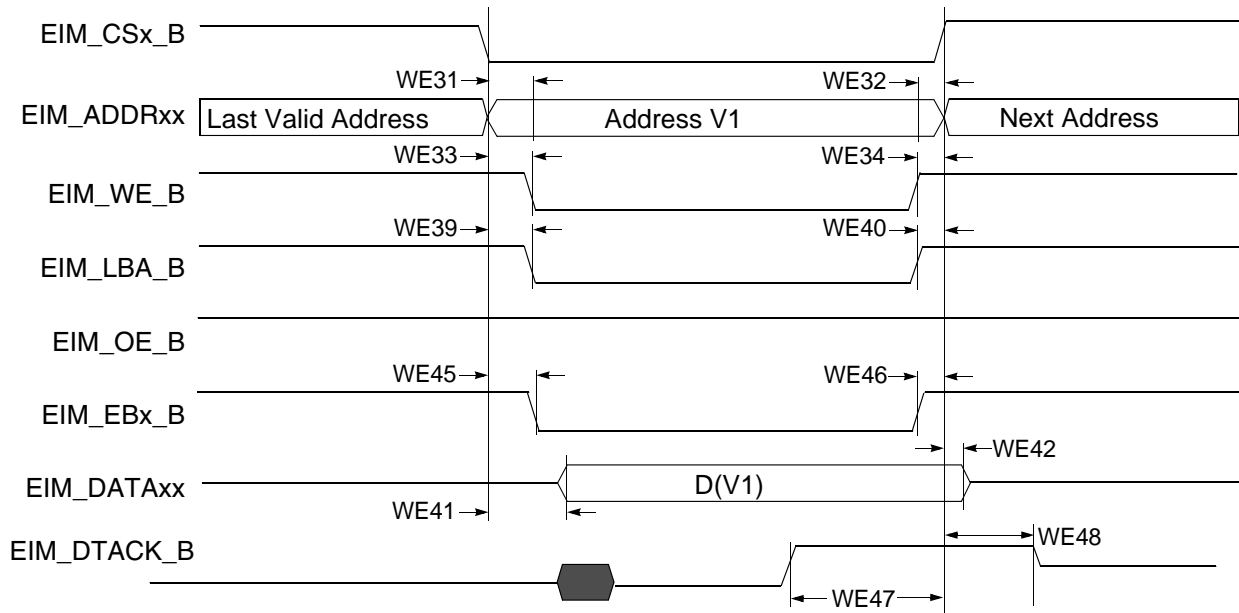 EIM_CSx_B
WE31
WE32
EIM_ADDRxx
Last Valid Address
Address V1
Next Address
WE33
WE34
EIM_WE_B
WE39
WE40
EIM_LBA_B
EIM_OE_B
WE45
WE46
EIM_EBx_B
WE42
EIM_DATAxx
D(V1)
WE41
EIM_DTACK_B
WE48
WE47